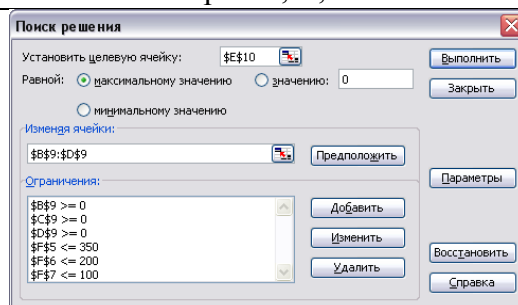 Поиск решения
Установить целевую ячейку: $E$10
Выполнить
Равной: максимальному значению значению: 0
Закрыть
минимальному значению
Изменяя ячейки:
$B$9:$D$9
Предположить
Ограничения:
Параметры
$B$9 >= 0
$C$9 >= 0
$D$9 >= 0
$F$5 <= 350
$F$6 <= 200
$F$7 <= 100
Добавить
Изменить
Удалить
Восстановить
Справка